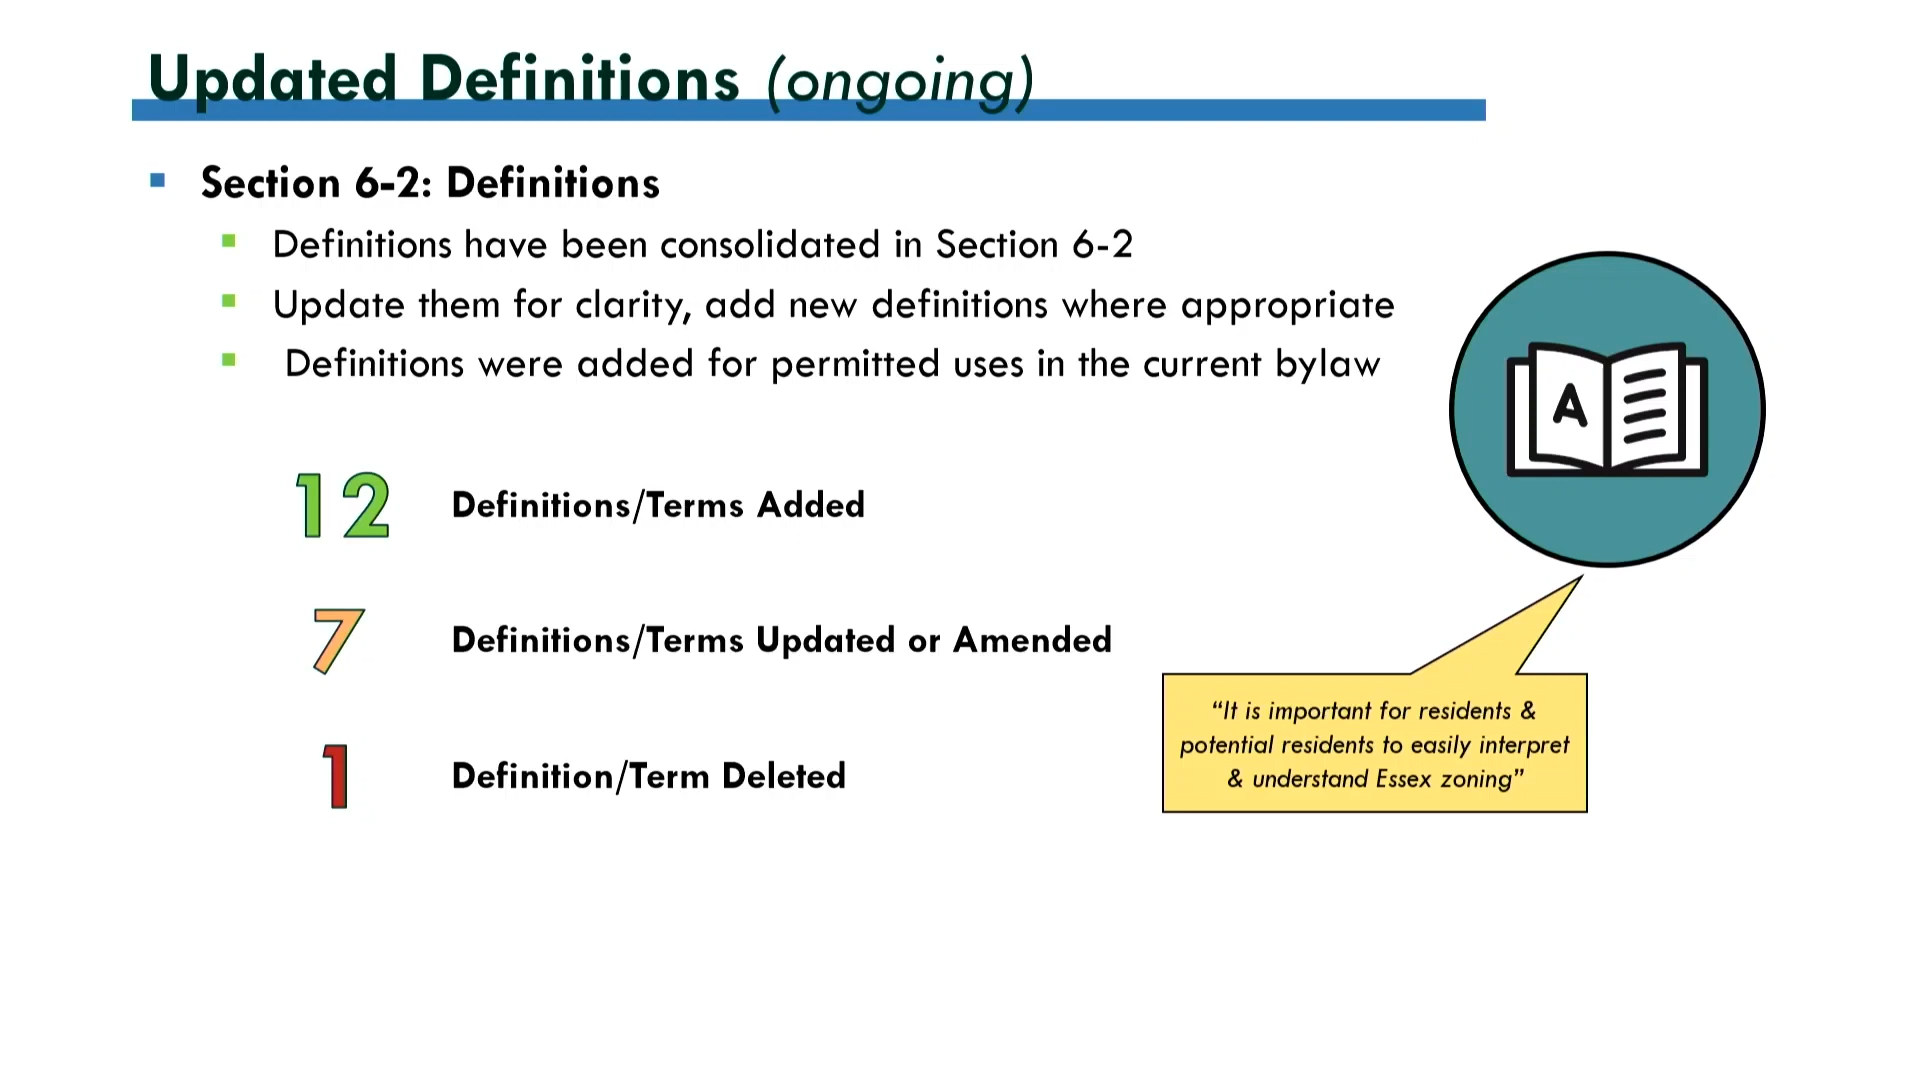 Updated Definitions (ongoing)
Section 6-2: Definitions
Definitions have been consolidated in Section 6-2
Update them for clarity, add new definitions where appropriate
Definitions were added for permitted uses in the current bylaw
A
12 Definitions/Terms Added
7 Definitions/Terms Updated or Amended
1 Definition/Term Deleted
“It is important for residents &
potential residents to easily interpret
& understand Essex zoning”